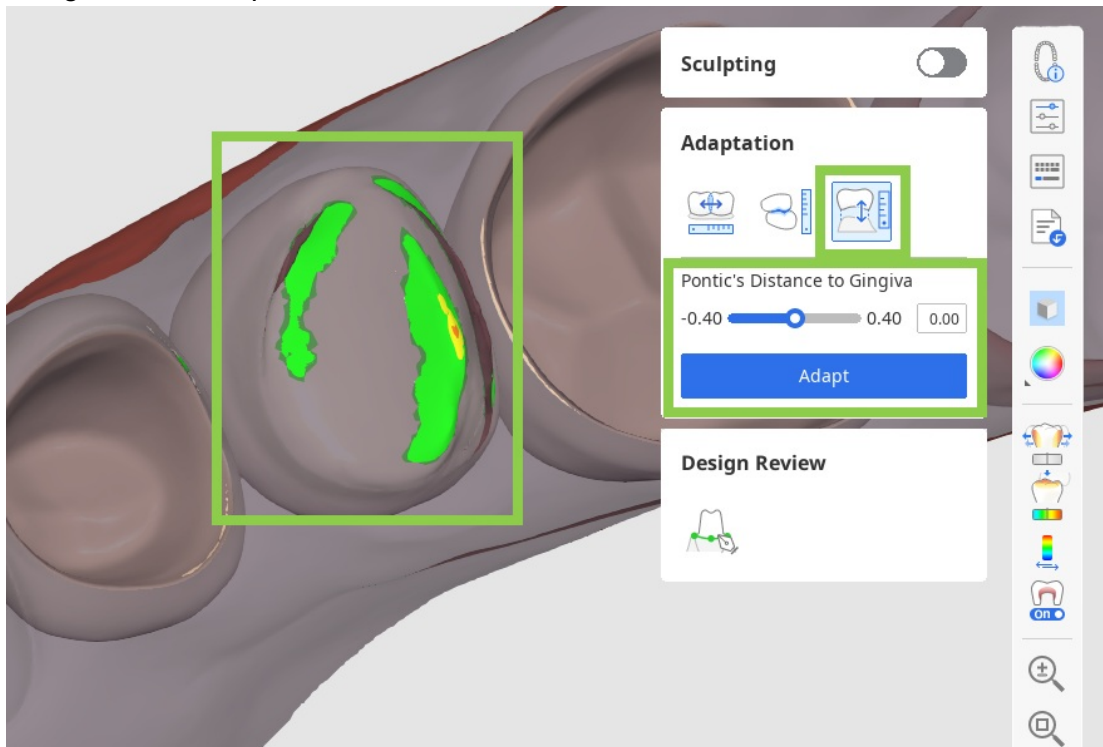 Sculpting
Adaptation
Pontic's Distance to Gingiva
-0.40 0.40 0.00
Adapt
Design Review
On